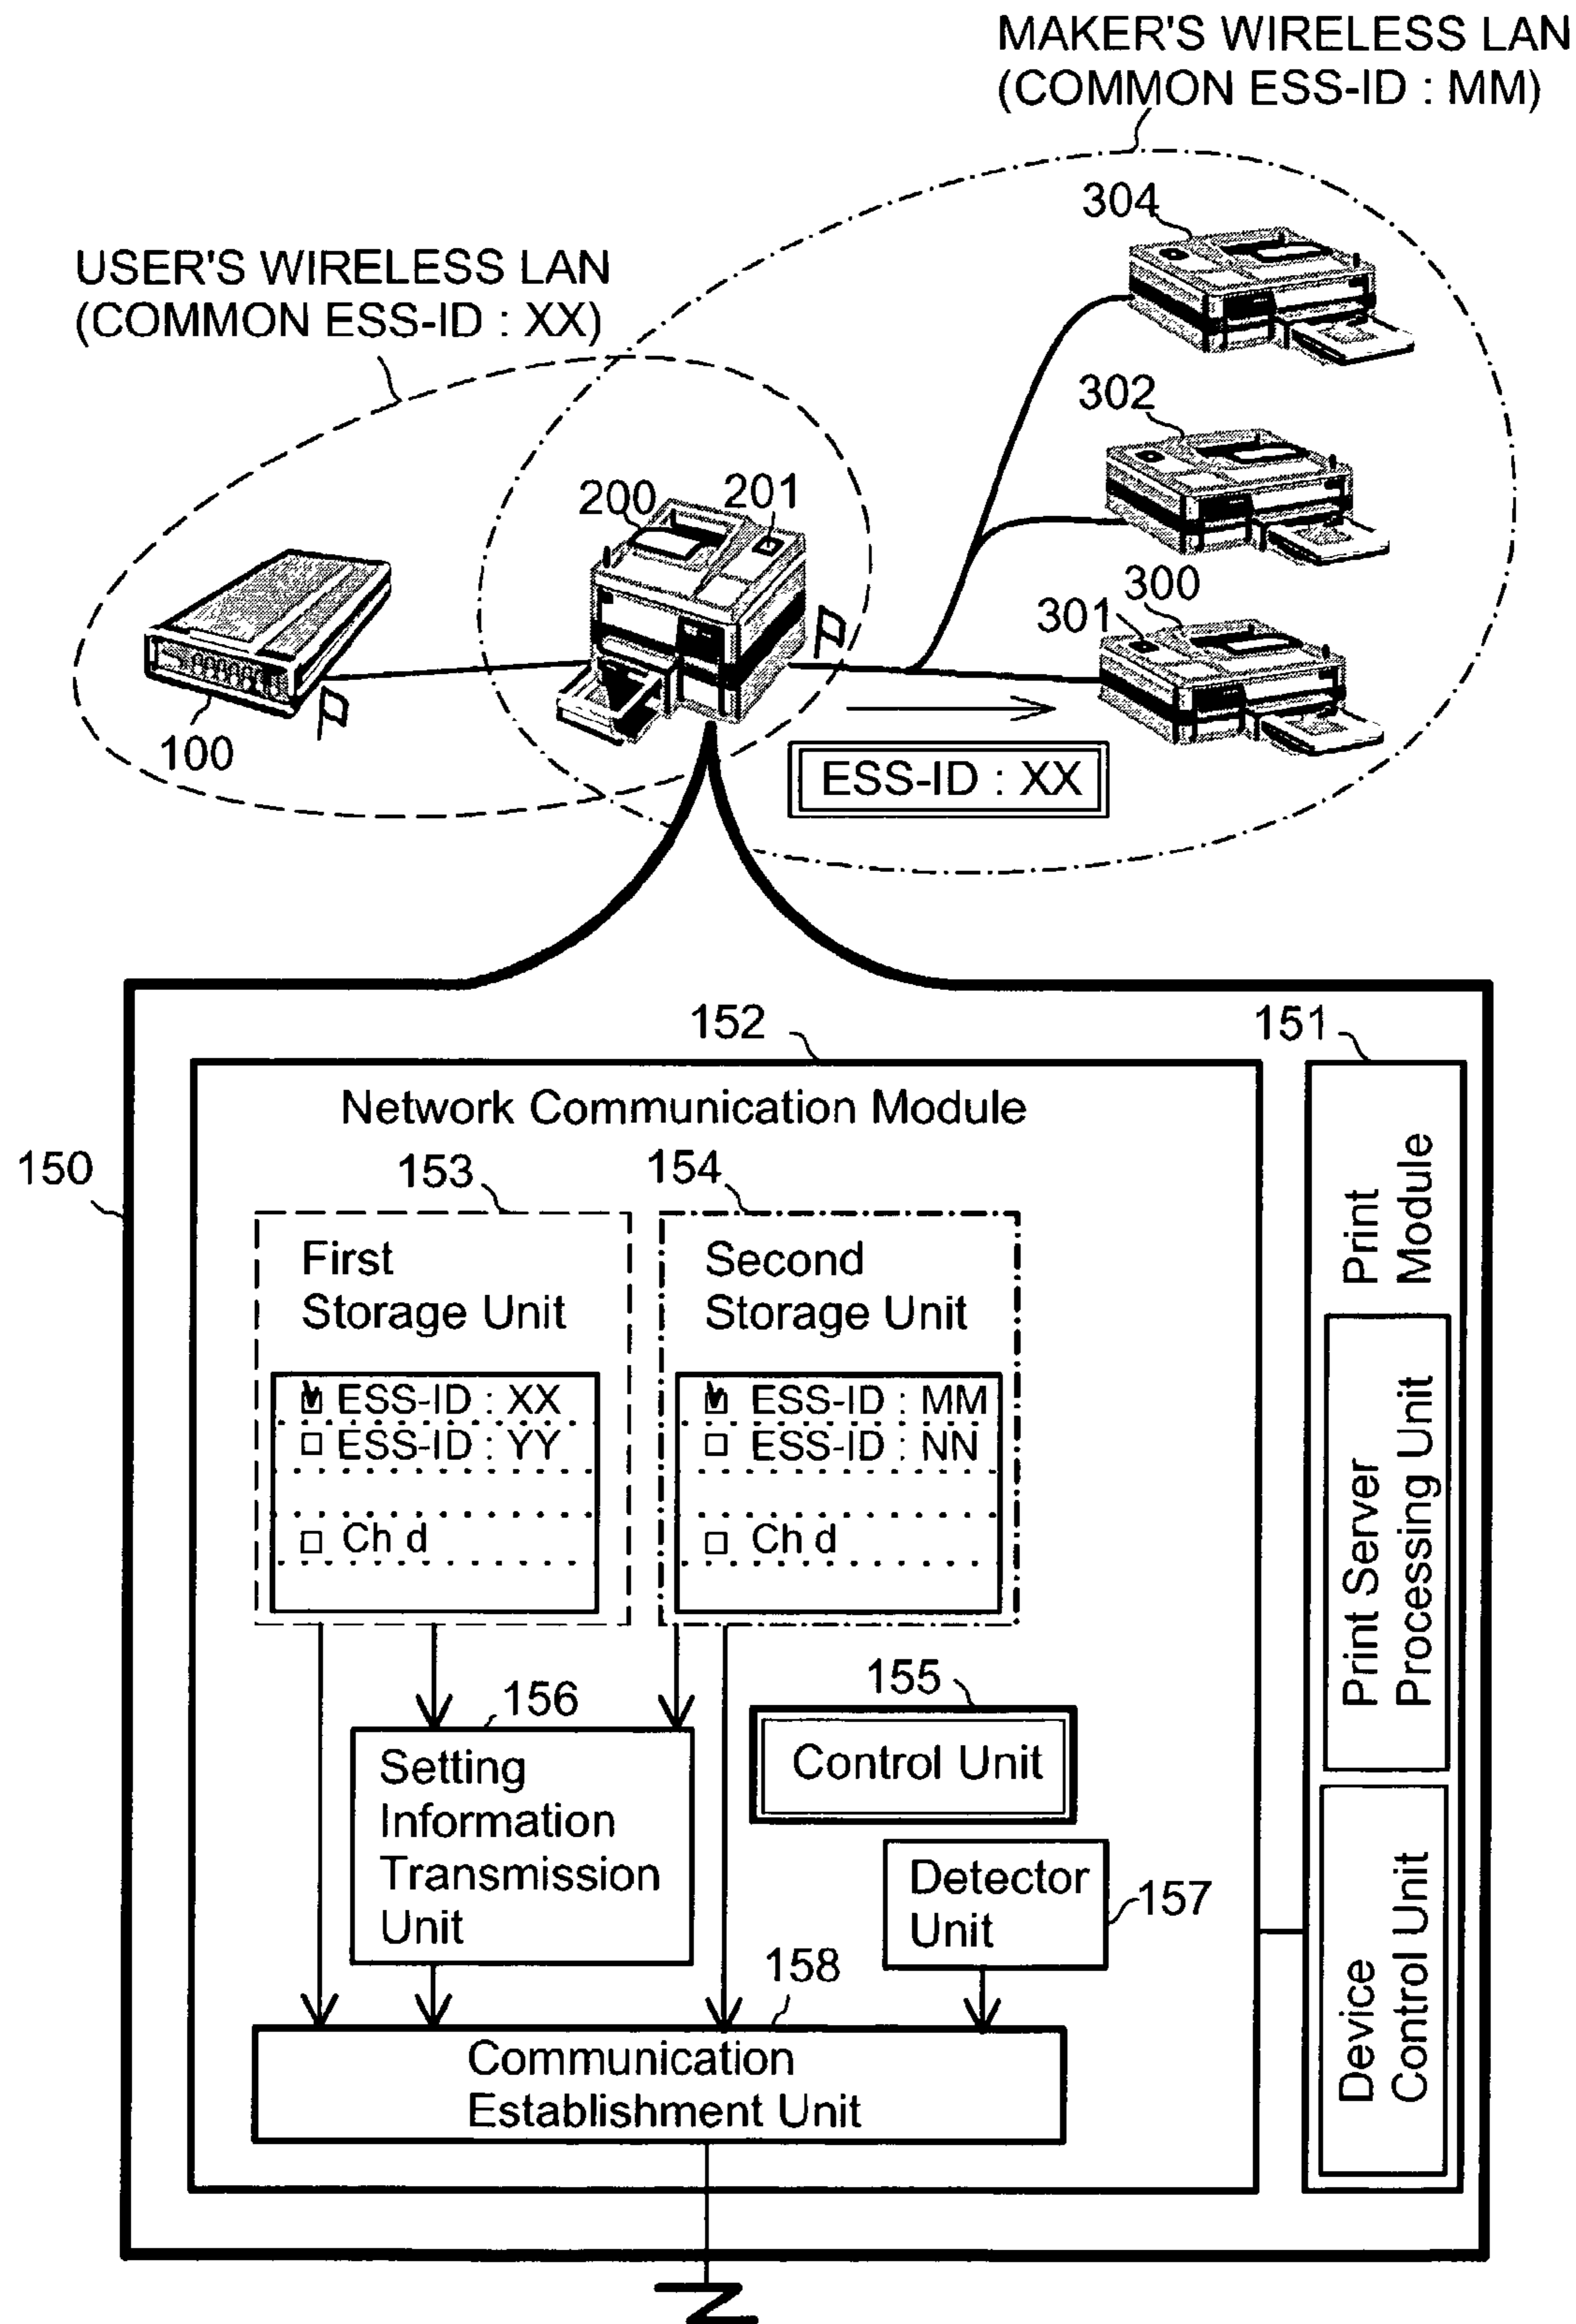 MAKER'S WIRELESS LAN
(COMMON ESS-ID : MM)
304
USER'S WIRELESS LAN
(COMMON ESS-ID : XX)
302
200
201
300
301
100
ESS-ID : XX
152
151
Network Communication Module
150
153
154
First
Storage Unit
Second
Storage Unit
ESS-ID : XX
ESS-ID : YY
Ch d
ESS-ID : MM
ESS-ID : NN
Ch d
Print
Module
Print Server
Processing Unit
Device
Control Unit
156
155
Setting
Information
Transmission
Unit
Control Unit
Detector
Unit
157
158
Communication
Establishment Unit